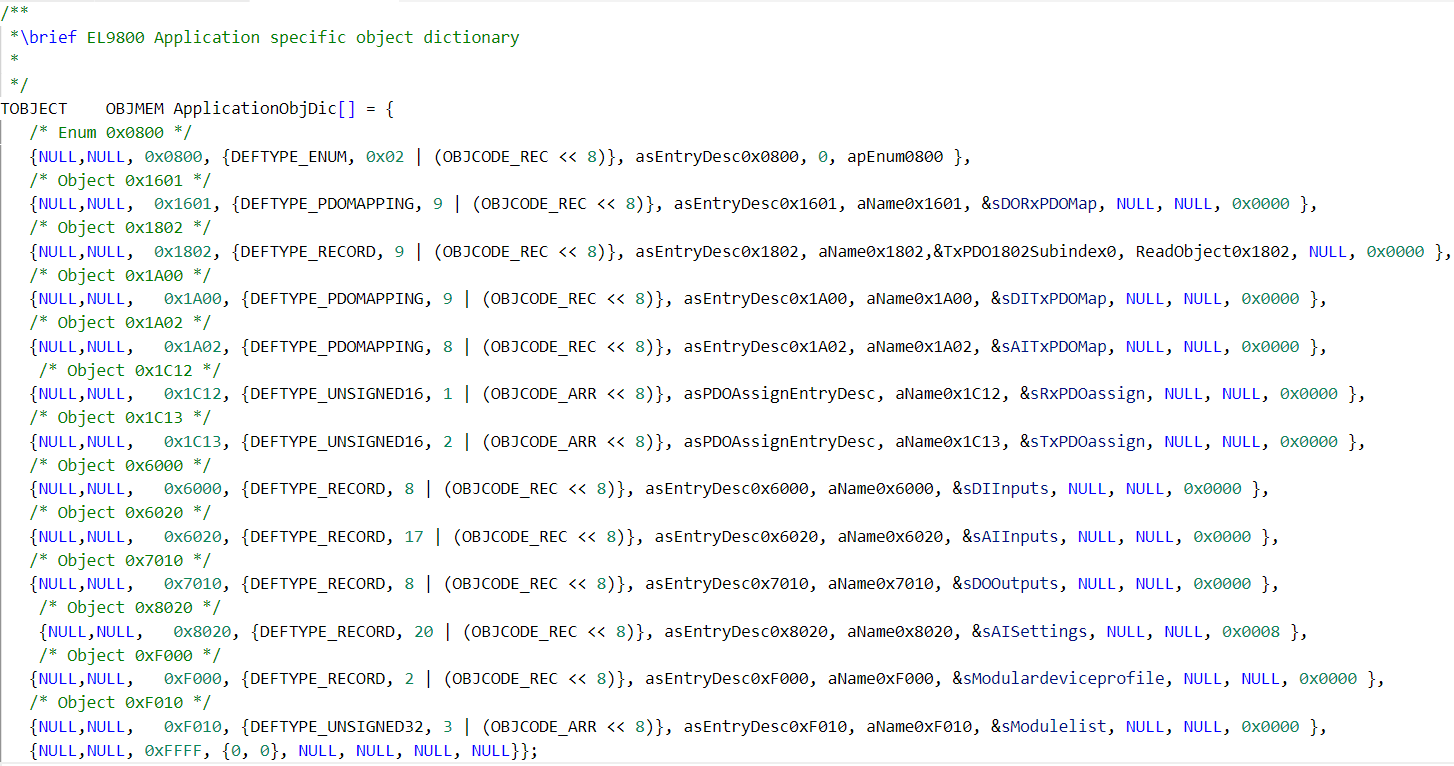 /**
 *\brief EL9800 Application specific object dictionary
 *
 */
TOBJECT    OBJMEM ApplicationObjDic[] = {
   /* Enum 0x0800 */
   {NULL,NULL, 0x0800, {DEFTYPE_ENUM, 0x02 | (OBJCODE_REC << 8)}, asEntryDesc0x0800, 0, apEnum0800 },
   /* Object 0x1601 */
   {NULL,NULL,  0x1601, {DEFTYPE_PDOMAPPING, 9 | (OBJCODE_REC << 8)}, asEntryDesc0x1601, aName0x1601, &sDORxPDOMap, NULL, NULL, 0x0000 },
   /* Object 0x1802 */
   {NULL,NULL,  0x1802, {DEFTYPE_RECORD, 9 | (OBJCODE_REC << 8)}, asEntryDesc0x1802, aName0x1802,&TxPDO1802Subindex0, ReadObject0x1802, NULL, 0x0000 },
   /* Object 0x1A00 */
   {NULL,NULL,   0x1A00, {DEFTYPE_PDOMAPPING, 9 | (OBJCODE_REC << 8)}, asEntryDesc0x1A00, aName0x1A00, &sDITxPDOMap, NULL, NULL, 0x0000 },
   /* Object 0x1A02 */
   {NULL,NULL,   0x1A02, {DEFTYPE_PDOMAPPING, 8 | (OBJCODE_REC << 8)}, asEntryDesc0x1A02, aName0x1A02, &sAITxPDOMap, NULL, NULL, 0x0000 },
    /* Object 0x1C12 */
   {NULL,NULL,   0x1C12, {DEFTYPE_UNSIGNED16, 1 | (OBJCODE_ARR << 8)}, asPDOAssignEntryDesc, aName0x1C12, &sRxPDOassign, NULL, NULL, 0x0000 },
   /* Object 0x1C13 */
   {NULL,NULL,   0x1C13, {DEFTYPE_UNSIGNED16, 2 | (OBJCODE_ARR << 8)}, asPDOAssignEntryDesc, aName0x1C13, &sTxPDOassign, NULL, NULL, 0x0000 },
   /* Object 0x6000 */
   {NULL,NULL,   0x6000, {DEFTYPE_RECORD, 8 | (OBJCODE_REC << 8)}, asEntryDesc0x6000, aName0x6000, &sDIInputs, NULL, NULL, 0x0000 },
   /* Object 0x6020 */
   {NULL,NULL,   0x6020, {DEFTYPE_RECORD, 17 | (OBJCODE_REC << 8)}, asEntryDesc0x6020, aName0x6020, &sAIInputs, NULL, NULL, 0x0000 },
   /* Object 0x7010 */
   {NULL,NULL,   0x7010, {DEFTYPE_RECORD, 8 | (OBJCODE_REC << 8)}, asEntryDesc0x7010, aName0x7010, &sDOOutputs, NULL, NULL, 0x0000 },
    /* Object 0x8020 */
    {NULL,NULL,   0x8020, {DEFTYPE_RECORD, 20 | (OBJCODE_REC << 8)}, asEntryDesc0x8020, aName0x8020, &sAISettings, NULL, NULL, 0x0008 },
    /* Object 0xF000 */
   {NULL,NULL,   0xF000, {DEFTYPE_RECORD, 2 | (OBJCODE_REC << 8)}, asEntryDesc0xF000, aName0xF000, &sModulardeviceprofile, NULL, NULL, 0x0000 },
   /* Object 0xF010 */
   {NULL,NULL,   0xF010, {DEFTYPE_UNSIGNED32, 3 | (OBJCODE_ARR << 8)}, asEntryDesc0xF010, aName0xF010, &sModulelist, NULL, NULL, 0x0000 },
   {NULL,NULL, 0xFFFF, {0, 0}, NULL, NULL, NULL, NULL}};